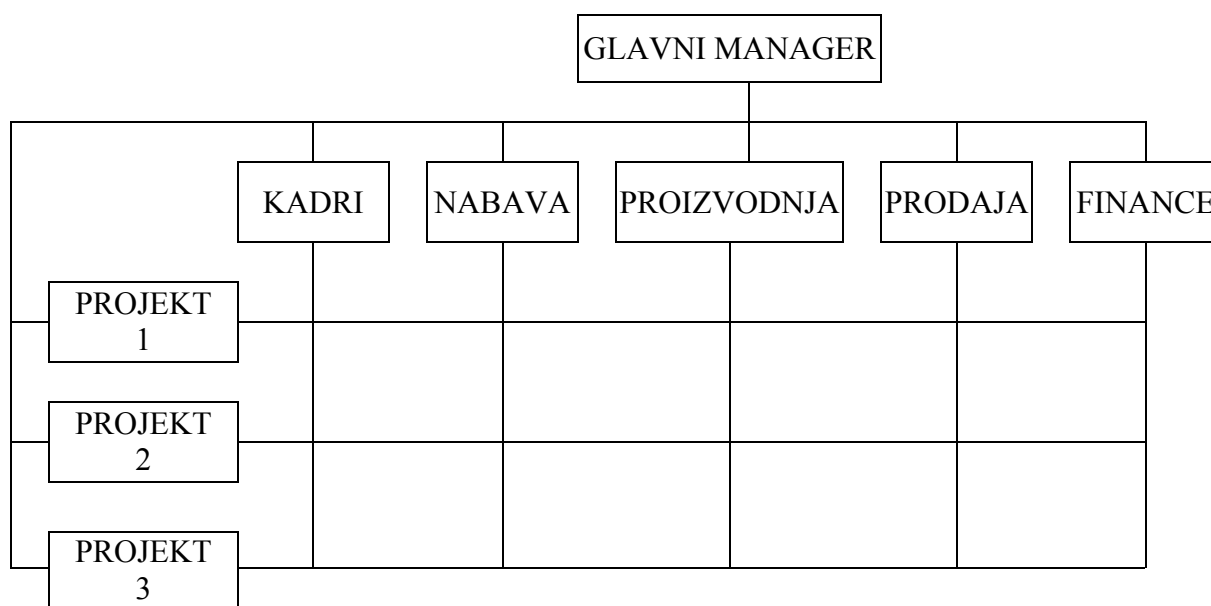 GLAVNI MANAGER
KADRI
NABAVA
PROIZVODNJA
PRODAJA
FINANCE
PROJEKT
1
PROJEKT
2
PROJEKT
3